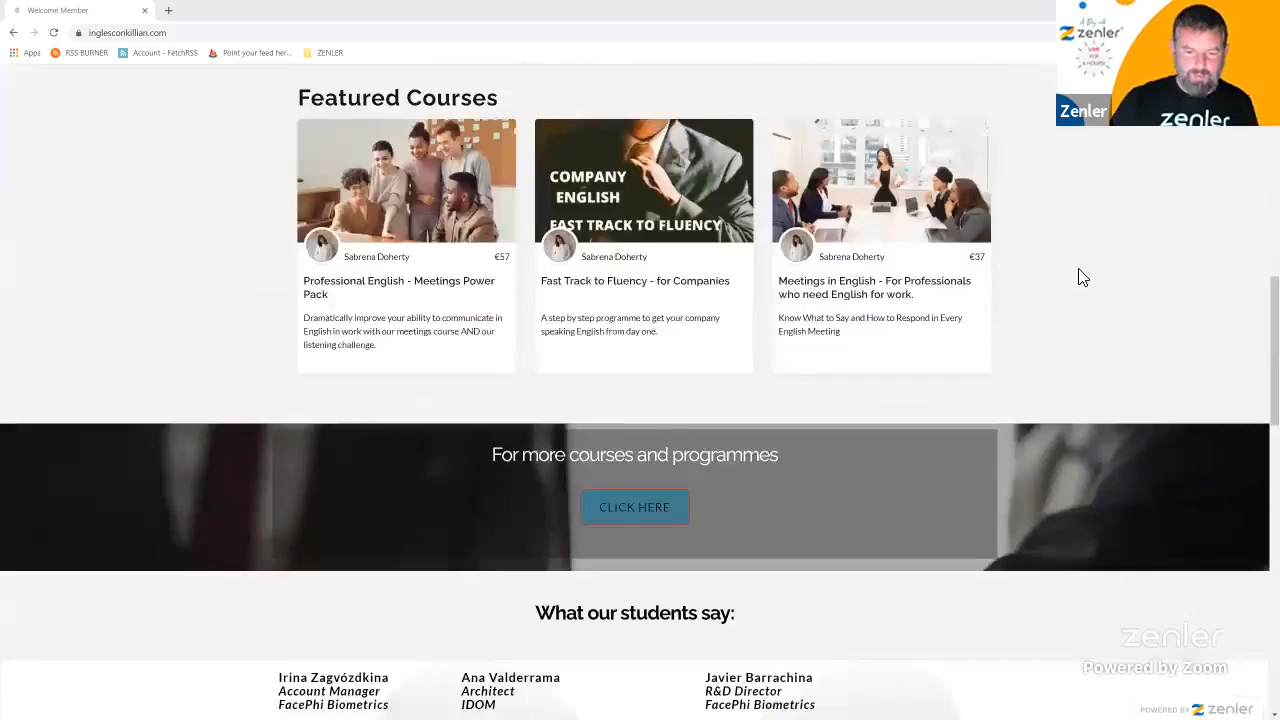 Welcome Member
inglesconkillian.com
Apps
RSS BURNER
Account - FetchRSS
Point your feed here...
ZENLER
A Day with
zenler
LIVE
FOR
Zenler
zenler
Featured Courses
COMPANY
ENGLISH
FAST TRACK TO FLUENCY
Sabrena Doherty
€57
Professional English - Meetings Power
Pack
Dramatically improve your ability to communicate in
English in work with our meetings course AND our
listening challenge.
Sabrena Doherty
Fast Track to Fluency - for Companies
A step by step programme to get your company
speaking English from day one.
Sabrena Doherty
€37
Meetings in English - For Professionals
who need English for work.
Know What to Say and How to Respond in Every
English Meeting
For more courses and programmes
CLICK HERE
What our students say:
Irina Zagvózdkina
Account Manager
FacePhi Biometrics
Ana Valderrama
Architect
IDOM
Javier Barrachina
R&D Director
FacePhi Biometrics
zenler
Powered by Zoom
POWERED BY zenler